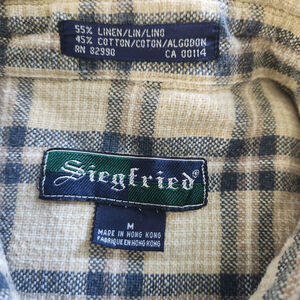 55% LINEN/LIN/LINO
45% COTTON/COTON/ALGODON
RN 82990 CA 00114
Siegfried®
M
MADE IN HONG KONG
FABRIQUE EN HONG KONG